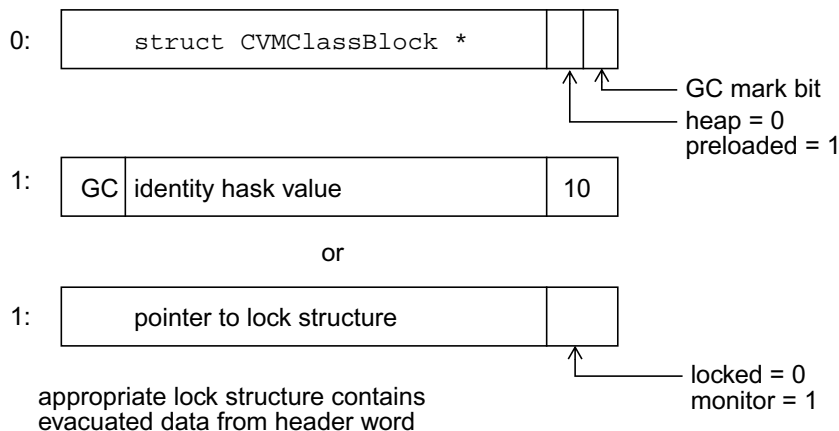 0: struct CVMClassBlock *
GC mark bit
heap = 0
preloaded = 1
1: GC identity hask value 10
or
1: pointer to lock structure
locked = 0
monitor = 1
appropriate lock structure contains
evacuated data from header word